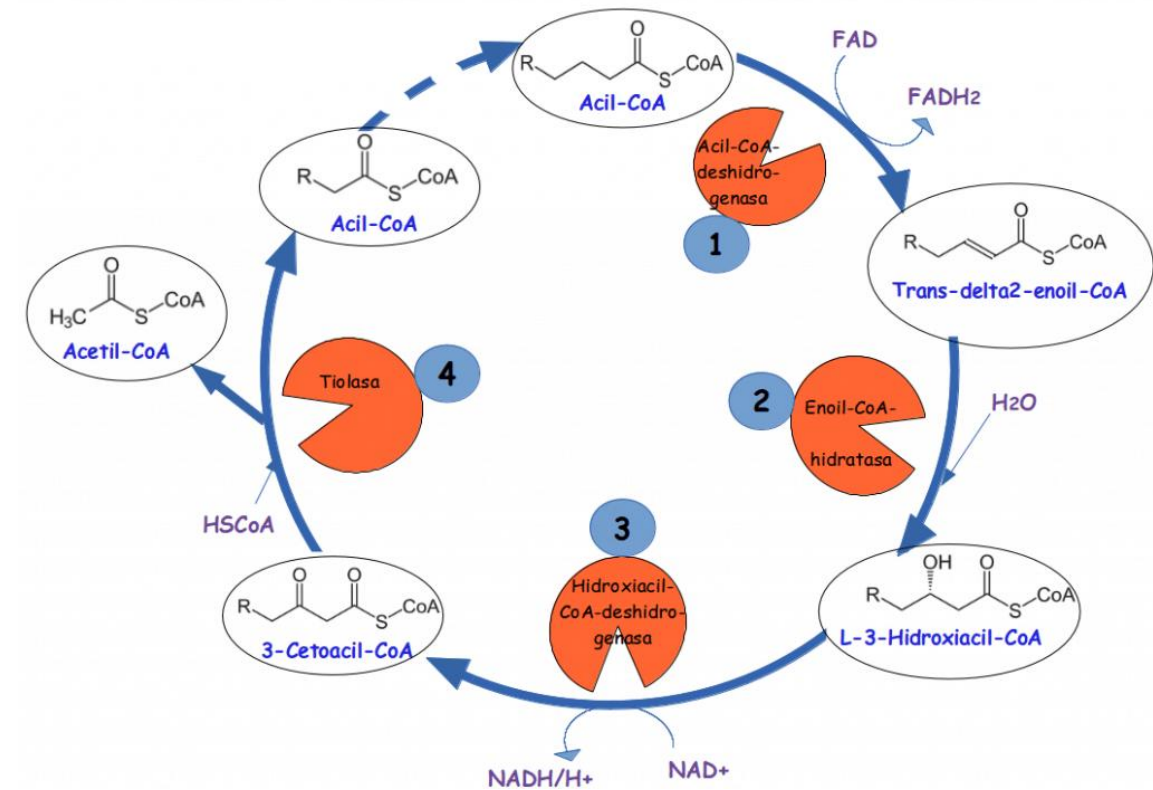 O
R
S
CoA
Acil-CoA
FAD
FADH2
Acil-CoA-
deshidro-
genasa
1
O
R
S
CoA
Trans-delta2-enoil-CoA
Enoil-CoA-
hidratasa
2
H2O
OH
O
R
S
CoA
L-3-Hidroxiacil-CoA
3
Hidroxiacil-
CoA-deshidro-
genasa
NAD+
NADH/H+
O
O
R
S
CoA
3-Cetoacil-CoA
HSCoA
Tiolasa
4
O
H3C
S
CoA
Acetil-CoA
O
R
S
CoA
Acil-CoA